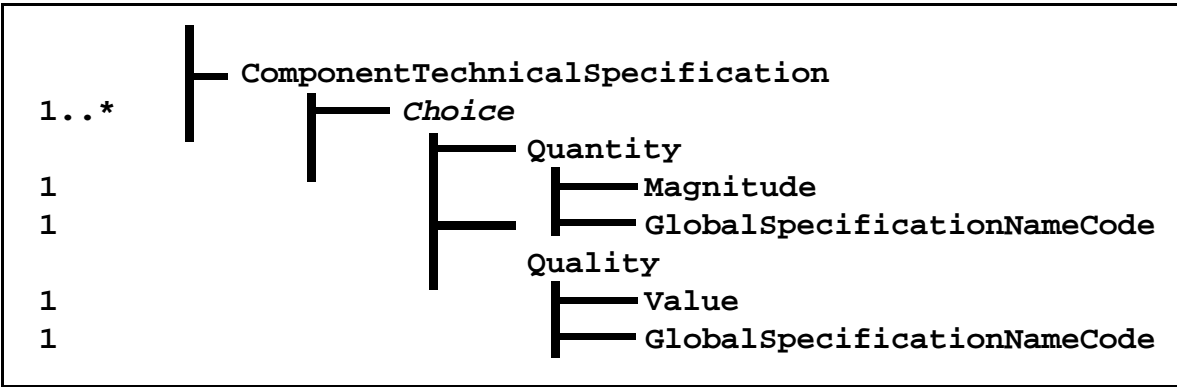 ComponentTechnicalSpecification
1..* Choice
Quantity
1 Magnitude
1 GlobalSpecificationNameCode
Quality
1 Value
1 GlobalSpecificationNameCode